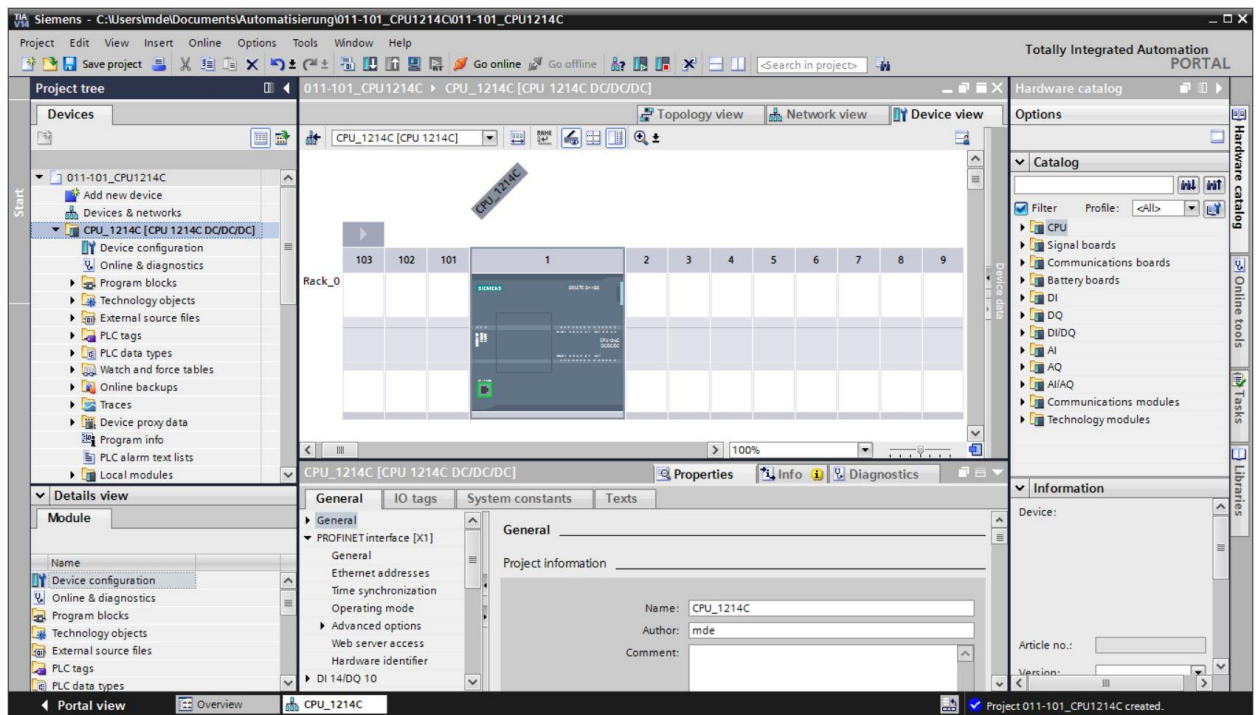 TIA V14 Siemens - C:\Users\mde\Documents\Automatisierung\011-101_CPU1214C\011-101_CPU1214C
Project Edit View Insert Online Options Tools Window Help
Totally Integrated Automation
PORTAL
Save project Go online Go offline <Search in project>
Start
Project tree
Devices
011-101_CPU1214C
Add new device
Devices & networks
CPU_1214C [CPU 1214C DC/DC/DC]
Device configuration
Online & diagnostics
Program blocks
Technology objects
External source files
PLC tags
PLC data types
Watch and force tables
Online backups
Traces
Device proxy data
Program info
PLC alarm text lists
Local modules
Details view
Module
Name
Device configuration
Online & diagnostics
Program blocks
Technology objects
External source files
PLC tags
PLC data types
011-101_CPU1214C CPU_1214C [CPU 1214C DC/DC/DC]
Topology view Network view Device view
CPU_1214C [CPU 1214C]
CPU_1214C
103 102 101 1 2 3 4 5 6 7 8 9
Rack_0
SIEMENS
100%
Device data
CPU_1214C [CPU 1214C DC/DC/DC]
Properties Info Diagnostics
General IO tags System constants Texts
General
PROFINET interface [X1]
General
Ethernet addresses
Time synchronization
Operating mode
Advanced options
Web server access
Hardware identifier
DI 14/DQ 10
General
Project information
Name: CPU_1214C
Author: mde
Comment:
Hardware catalog
Options
Catalog
Filter Profile: <All>
CPU
Signal boards
Communications boards
Battery boards
DI
DQ
DI/DQ
AI
AQ
AI/AQ
Communications modules
Technology modules
Information
Device:
Article no.:
Version:
Hardware catalog
Online tools
Tasks
Libraries
Portal view Overview CPU_1214C Project 011-101_CPU1214C created.